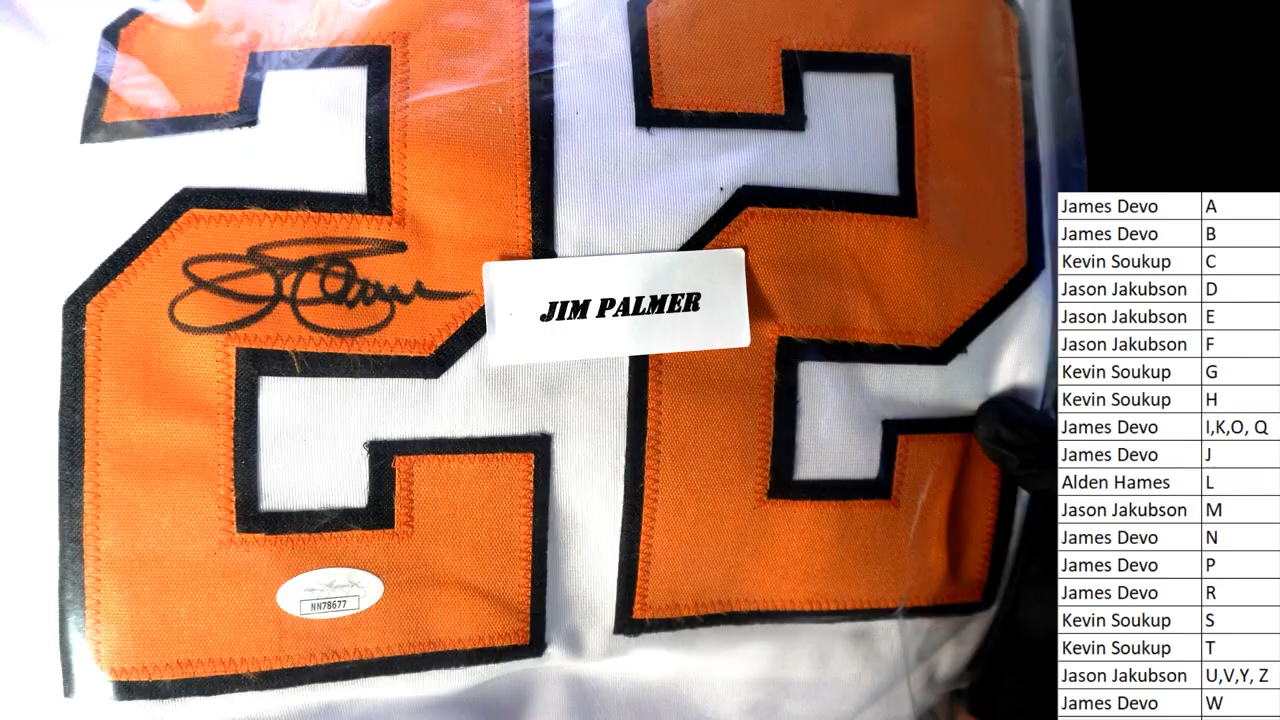 22
JIM PALMER
NN78677
James Devo A
James Devo B
Kevin Soukup C
Jason Jakubson D
Jason Jakubson E
Jason Jakubson F
Kevin Soukup G
Kevin Soukup H
James Devo I,K,O, Q
James Devo J
Alden Hames L
Jason Jakubson M
James Devo N
James Devo P
James Devo R
Kevin Soukup S
Kevin Soukup T
Jason Jakubson U,V,Y, Z
James Devo W